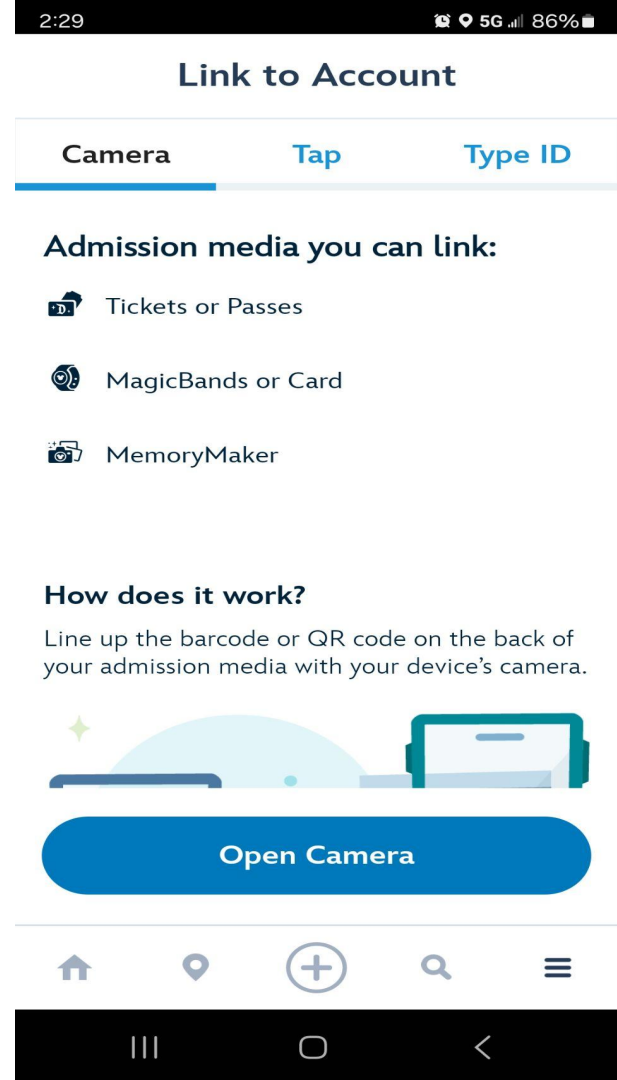 2:29 5G 86%
Link to Account
Camera Tap Type ID
Admission media you can link:
Tickets or Passes
MagicBands or Card
MemoryMaker
How does it work?
Line up the barcode or QR code on the back of
your admission media with your device's camera.
Open Camera